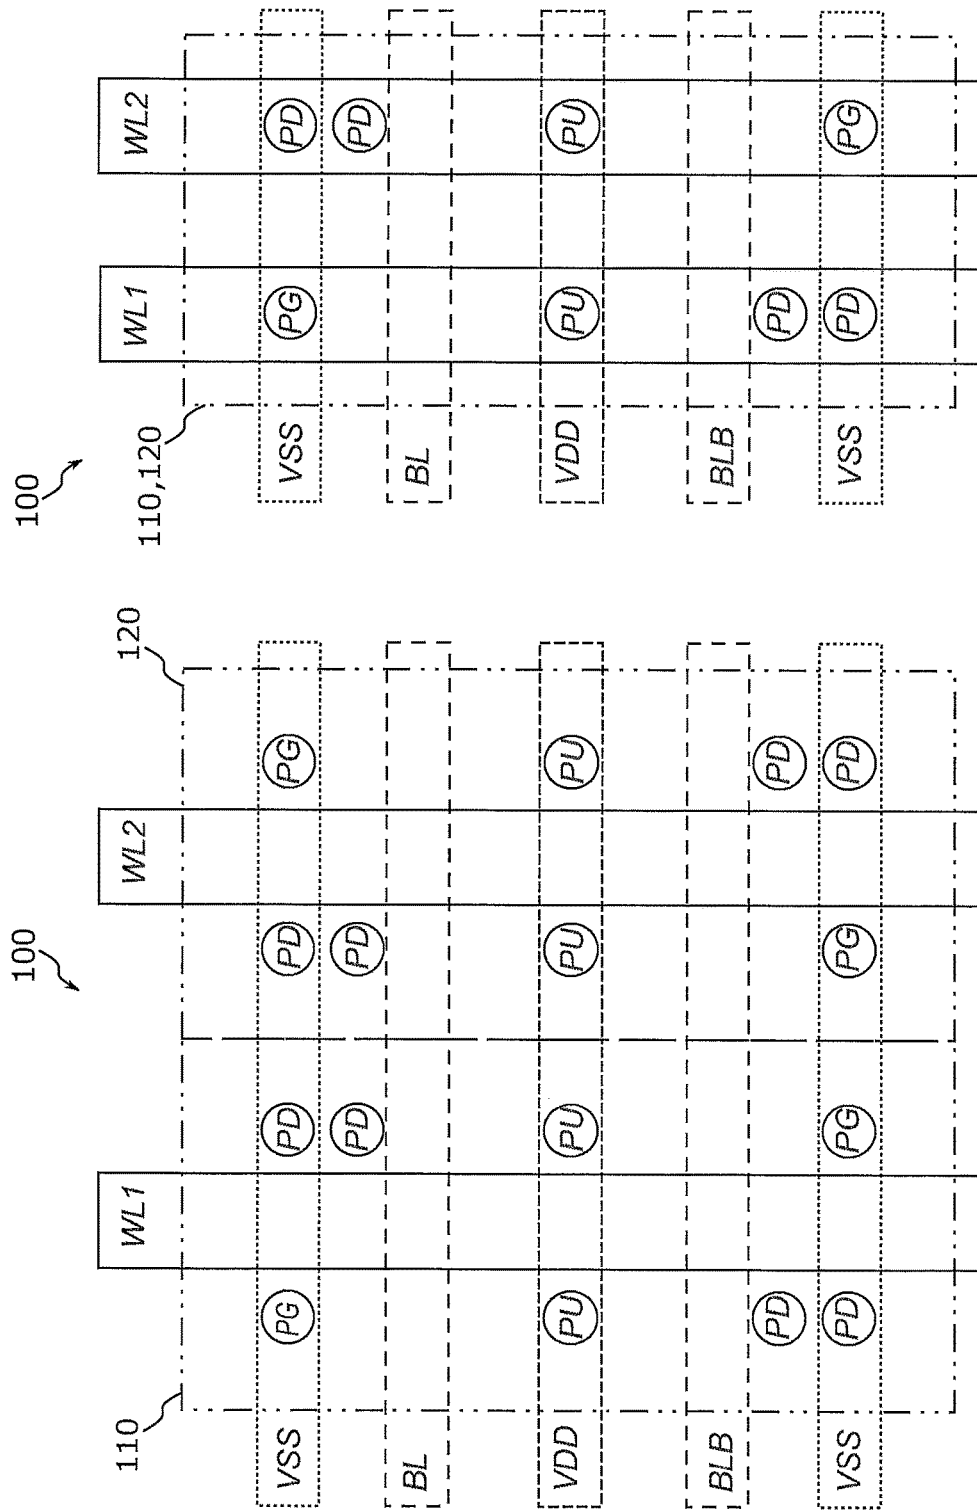 100
110
WL1
WL2
120
VSS PG PD PD PG
PD PD
BL
VDD PU PU PU PU
BLB
PD PD
VSS PD PG PG PD
100
110,120
WL1
WL2
VSS PG PD
PD
BL
VDD PU PU
BLB
PD
VSS PD PG